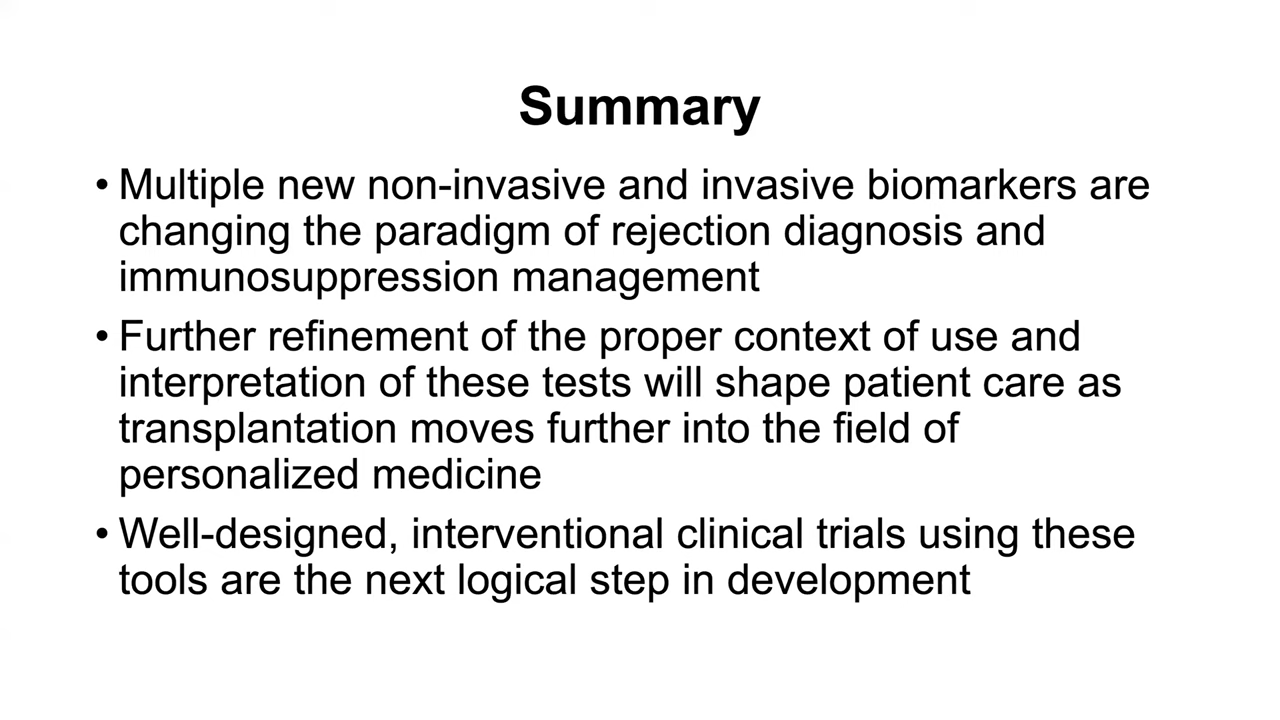 Summary
• Multiple new non-invasive and invasive biomarkers are
changing the paradigm of rejection diagnosis and
immunosuppression management
• Further refinement of the proper context of use and
interpretation of these tests will shape patient care as
transplantation moves further into the field of
personalized medicine
• Well-designed, interventional clinical trials using these
tools are the next logical step in development